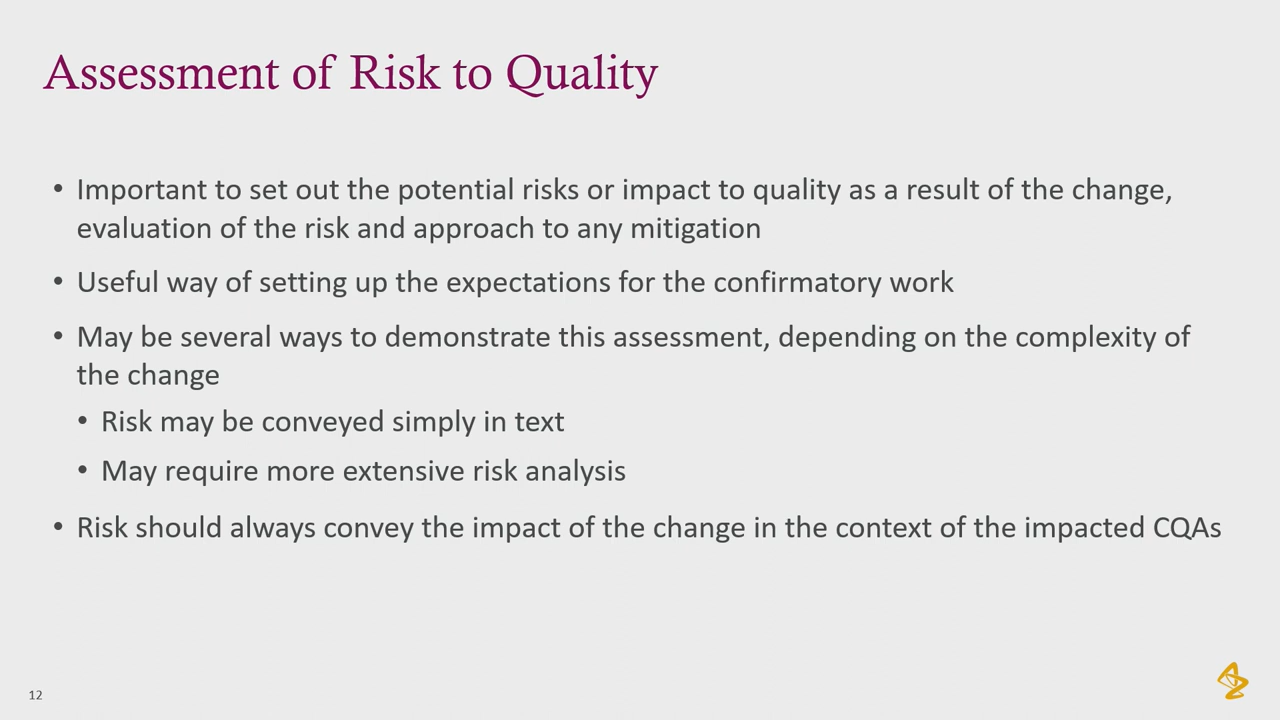 Assessment of Risk to Quality
• Important to set out the potential risks or impact to quality as a result of the change,
evaluation of the risk and approach to any mitigation
• Useful way of setting up the expectations for the confirmatory work
• May be several ways to demonstrate this assessment, depending on the complexity of
the change
• Risk may be conveyed simply in text
• May require more extensive risk analysis
• Risk should always convey the impact of the change in the context of the impacted CQAs
12